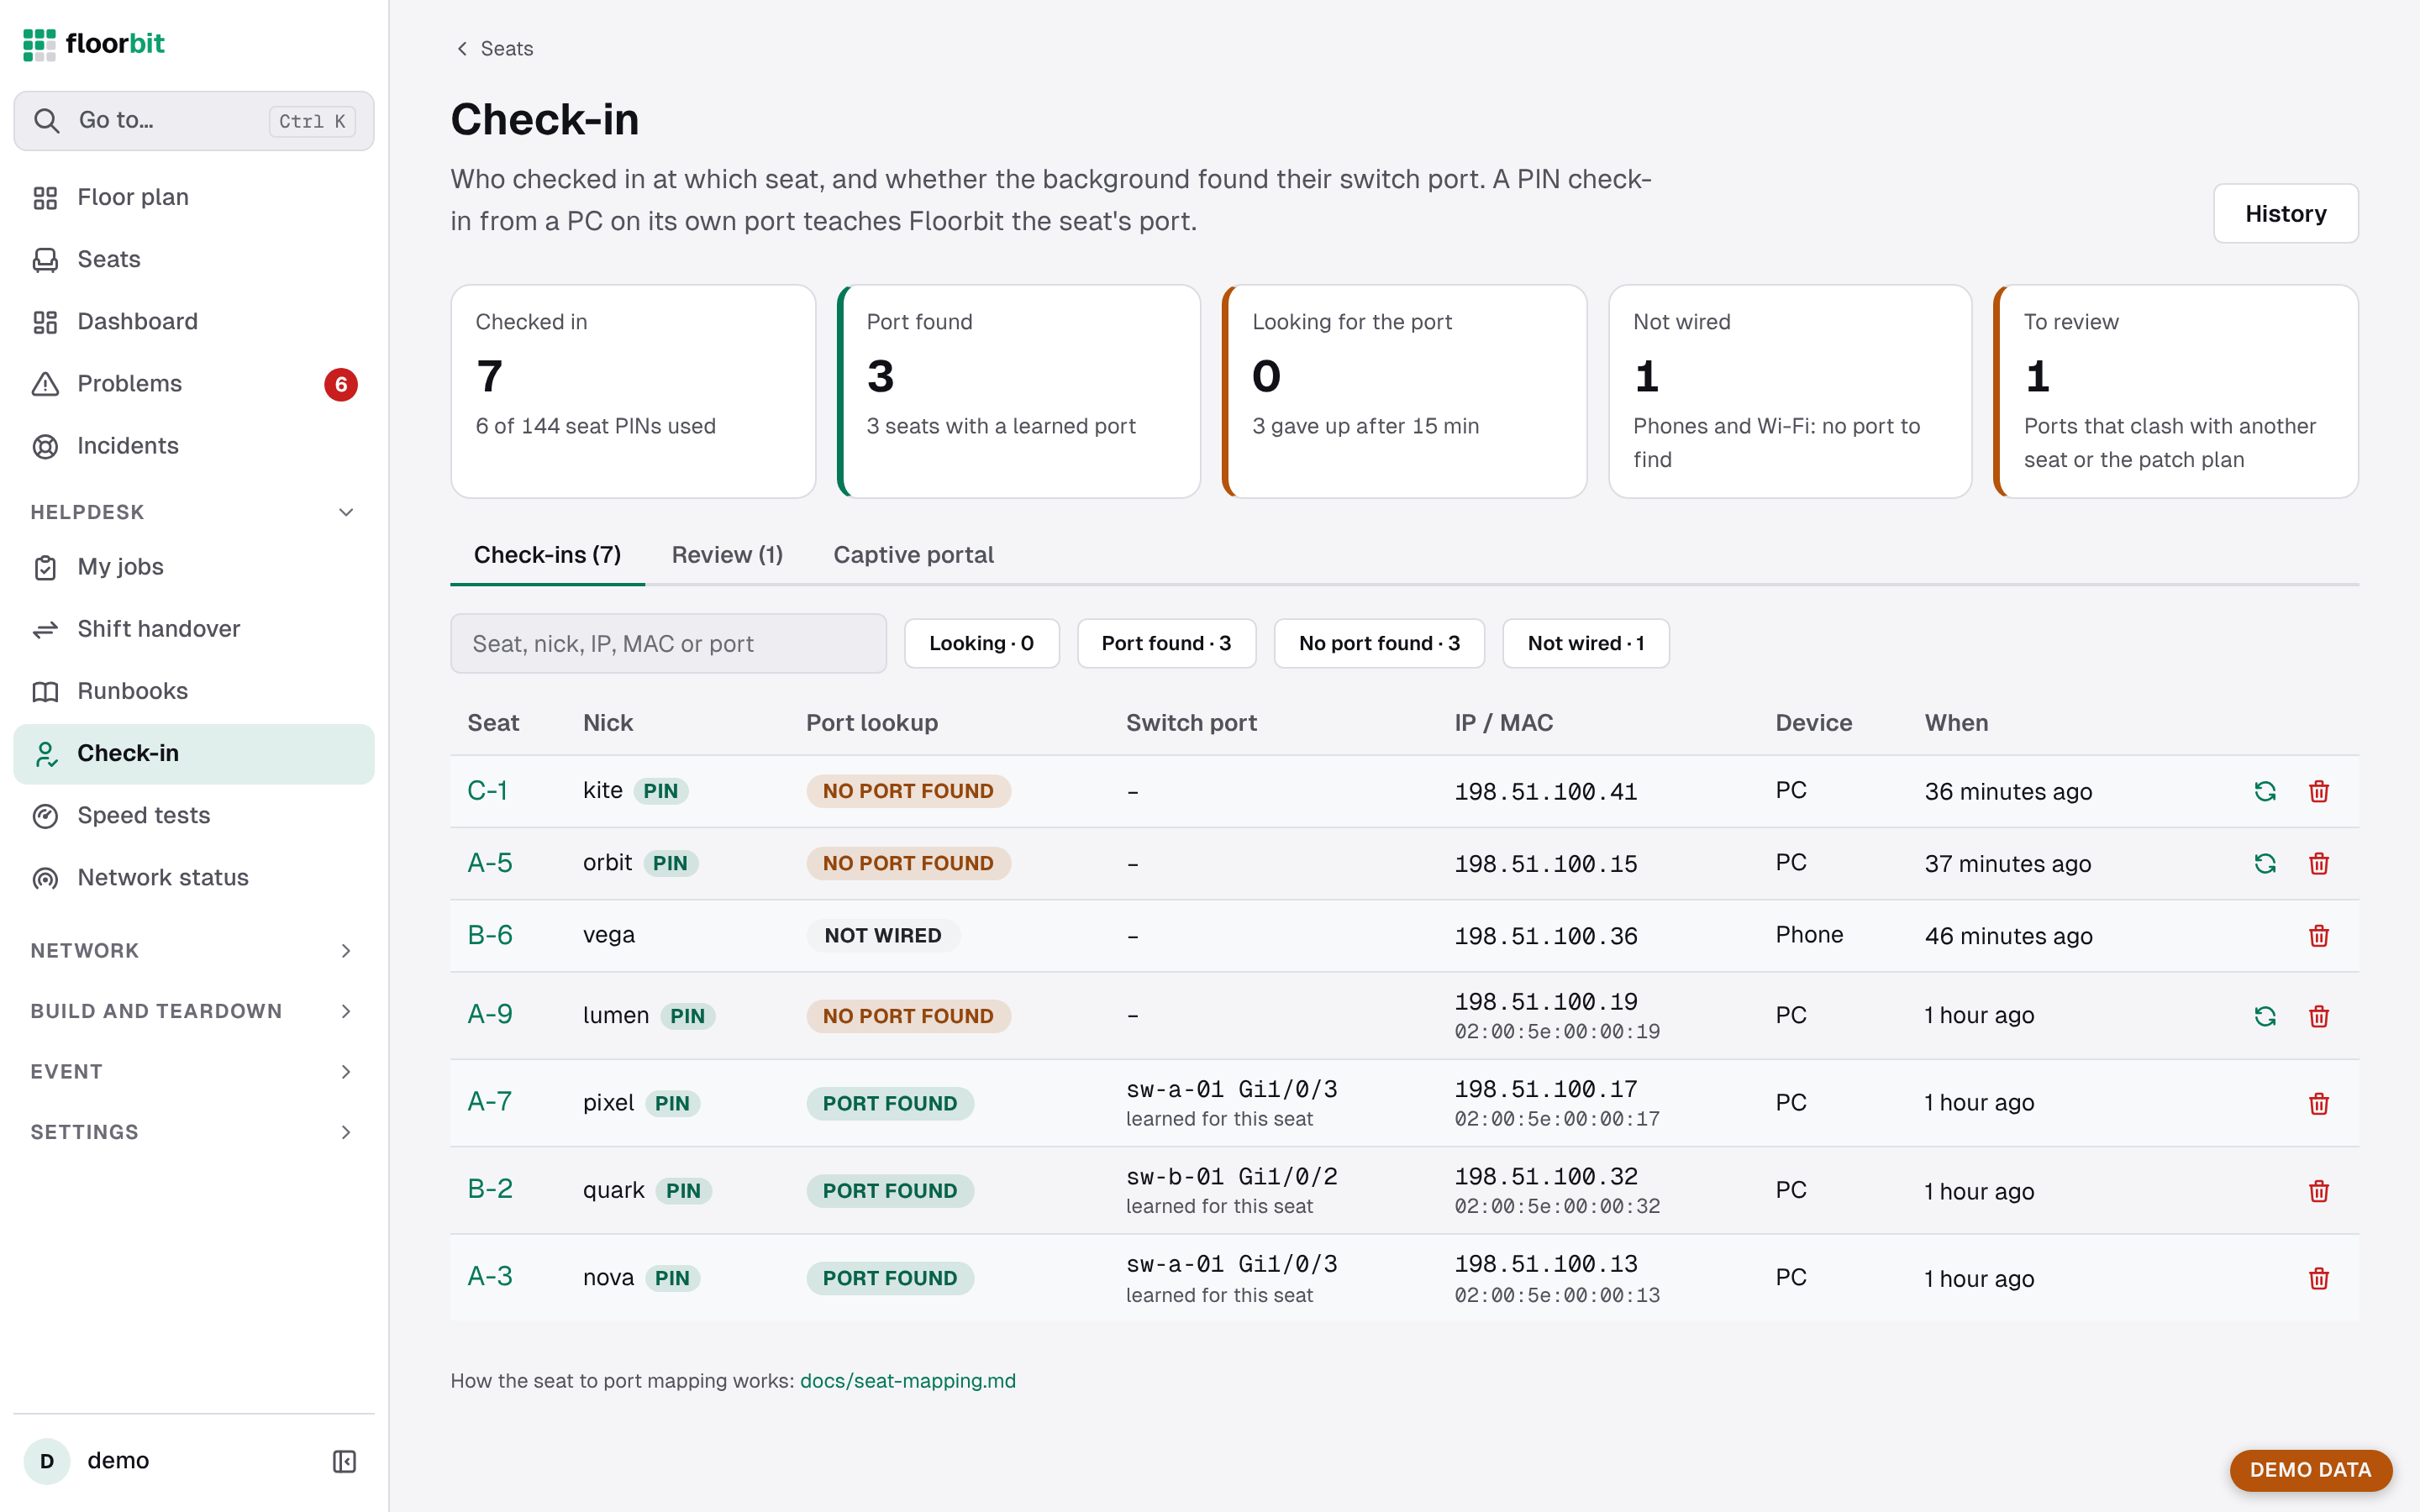 floorbit
Go to...
Ctrl K
Floor plan
Seats
Dashboard
Problems
6
Incidents
HELPDESK
My jobs
Shift handover
Runbooks
Check-in
Speed tests
Network status
NETWORK
BUILD AND TEARDOWN
EVENT
SETTINGS
D
demo
Seats
Check-in
Who checked in at which seat, and whether the background found their switch port. A PIN check-
in from a PC on its own port teaches Floorbit the seat's port.
History
Checked in
7
6 of 144 seat PINs used
Port found
3
3 seats with a learned port
Looking for the port
0
3 gave up after 15 min
Not wired
1
Phones and Wi-Fi: no port to
find
To review
1
Ports that clash with another
seat or the patch plan
Check-ins (7) Review (1) Captive portal
Seat, nick, IP, MAC or port
Looking · 0
Port found · 3
No port found · 3
Not wired · 1
Seat Nick Port lookup Switch port IP / MAC Device When
C-1 kite PIN NO PORT FOUND – 198.51.100.41 PC 36 minutes ago
A-5 orbit PIN NO PORT FOUND – 198.51.100.15 PC 37 minutes ago
B-6 vega NOT WIRED – 198.51.100.36 Phone 46 minutes ago
A-9 lumen PIN NO PORT FOUND – 198.51.100.19 PC 1 hour ago
02:00:5e:00:00:19
A-7 pixel PIN PORT FOUND sw-a-01 Gi1/0/3 198.51.100.17 PC 1 hour ago
learned for this seat 02:00:5e:00:00:17
B-2 quark PIN PORT FOUND sw-b-01 Gi1/0/2 198.51.100.32 PC 1 hour ago
learned for this seat 02:00:5e:00:00:32
A-3 nova PIN PORT FOUND sw-a-01 Gi1/0/3 198.51.100.13 PC 1 hour ago
learned for this seat 02:00:5e:00:00:13
How the seat to port mapping works: docs/seat-mapping.md
DEMO DATA